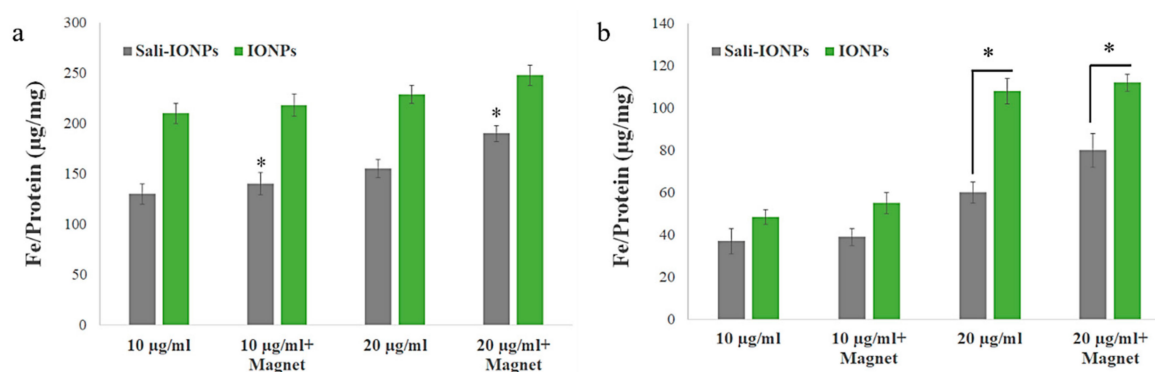 a
Fe/Protein (µg/mg)
300
250
200
150
100
50
0
Sali-IONPs IONPs
*
*
10 µg/ml 10 µg/ml+ 20 µg/ml 20 µg/ml+
Magnet Magnet
b
Fe/Protein (µg/mg)
140
120
100
80
60
40
20
0
Sali-IONPs IONPs
*
*
10 µg/ml 10 µg/ml+ 20 µg/ml 20 µg/ml+
Magnet Magnet